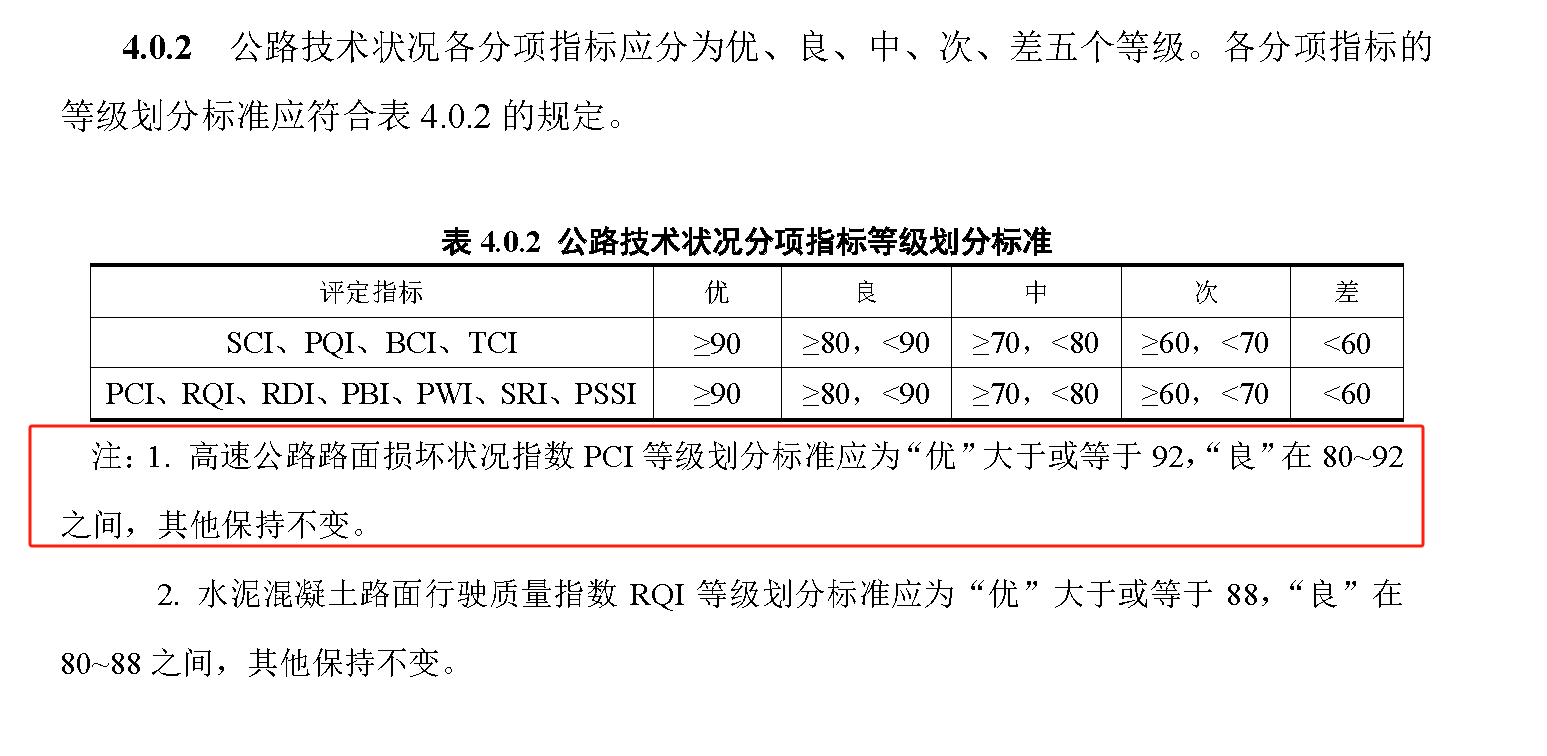 4.0.2 公路技术状况各分项指标应分为优、良、中、次、差五个等级。各分项指标的
等级划分标准应符合表 4.0.2 的规定。
表 4.0.2 公路技术状况分项指标等级划分标准
评定指标 优 良 中 次 差
SCI、PQI、BCI、TCI ≥90 ≥80，<90 ≥70，<80 ≥60，<70 <60
PCI、RQI、RDI、PBI、PWI、SRI、PSSI ≥90 ≥80，<90 ≥70，<80 ≥60，<70 <60
注：1. 高速公路路面损坏状况指数 PCI 等级划分标准应为“优”大于或等于 92，“良”在 80~92
之间，其他保持不变。
2. 水泥混凝土路面行驶质量指数 RQI 等级划分标准应为“优”大于或等于 88，“良”在
80~88 之间，其他保持不变。